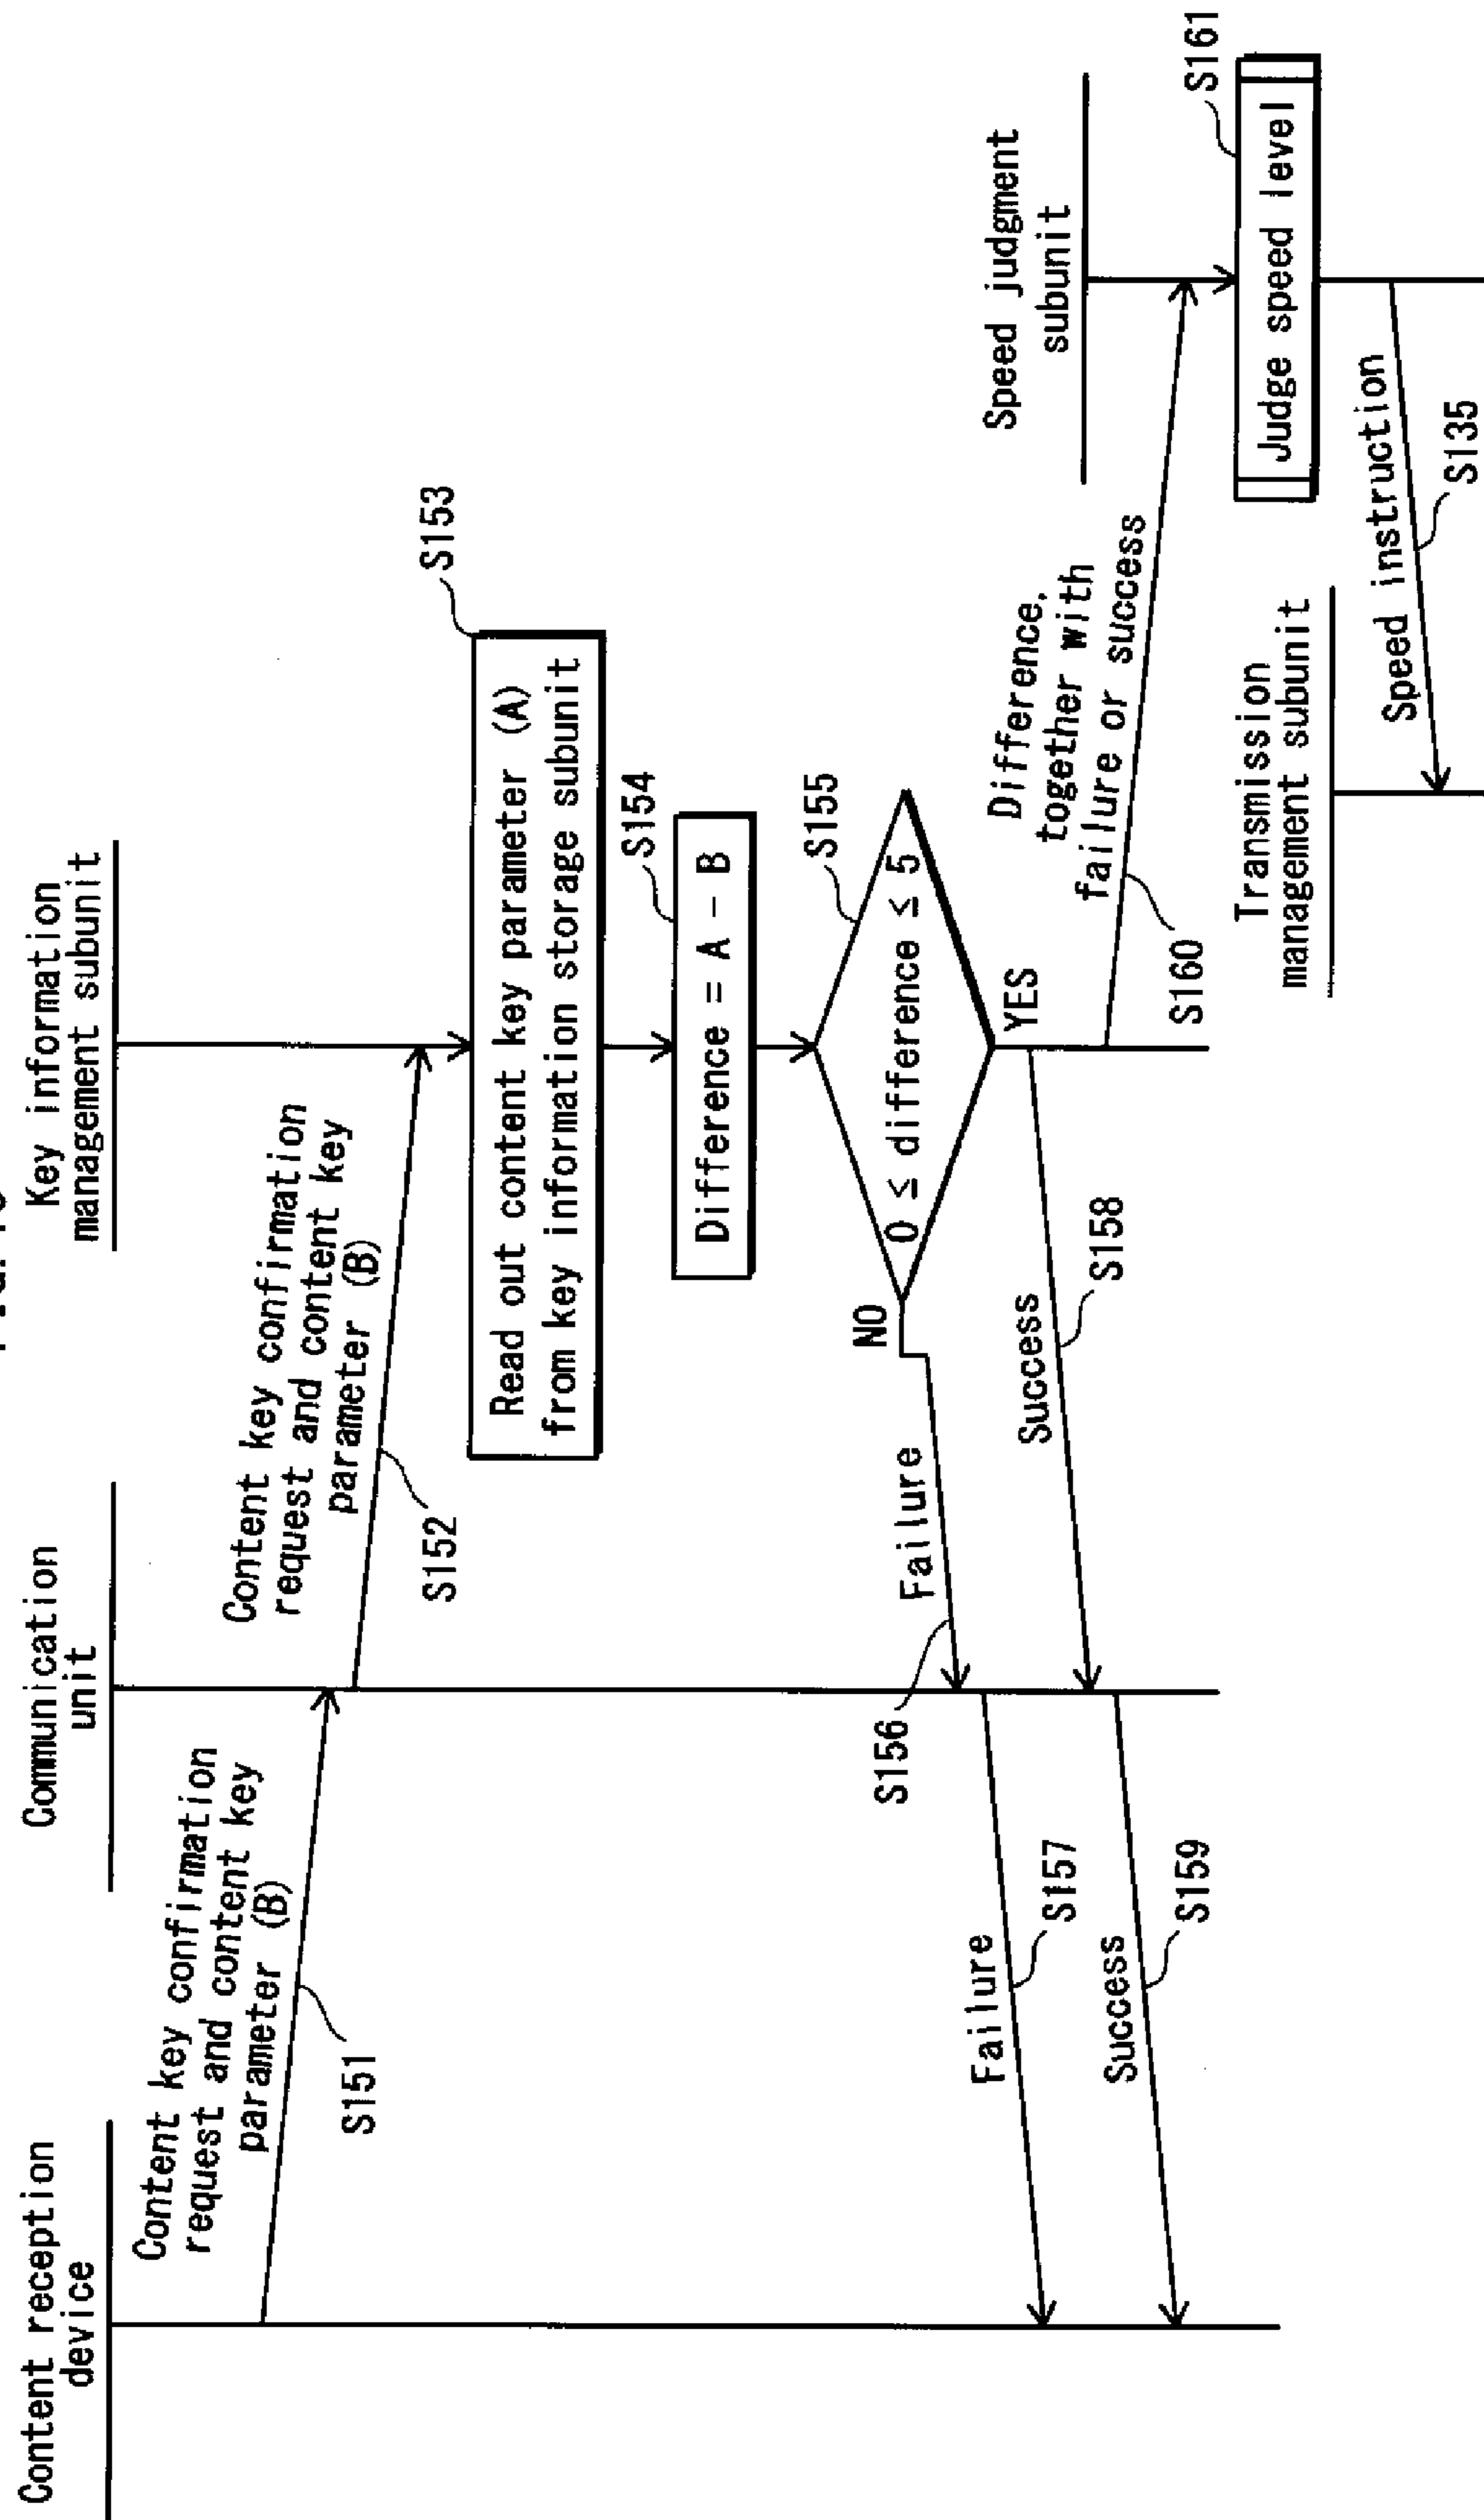 Content reception
device
Communication
unit
Key information
management subunit
Content key confirmation
request and content key
parameter (B)
S151
Content key confirmation
request and content key
parameter (B)
S152
S153
Read out content key parameter (A)
from key information storage subunit
S154
Difference = A - B
S155
0 ≤ difference ≤ 5
NO
YES
Failure
S156
Failure
S157
Success
S158
Success
S159
Difference,
together with
failure or success
S160
Speed judgment
subunit
S161
Judge speed level
Transmission
management subunit
Speed instruction
S135